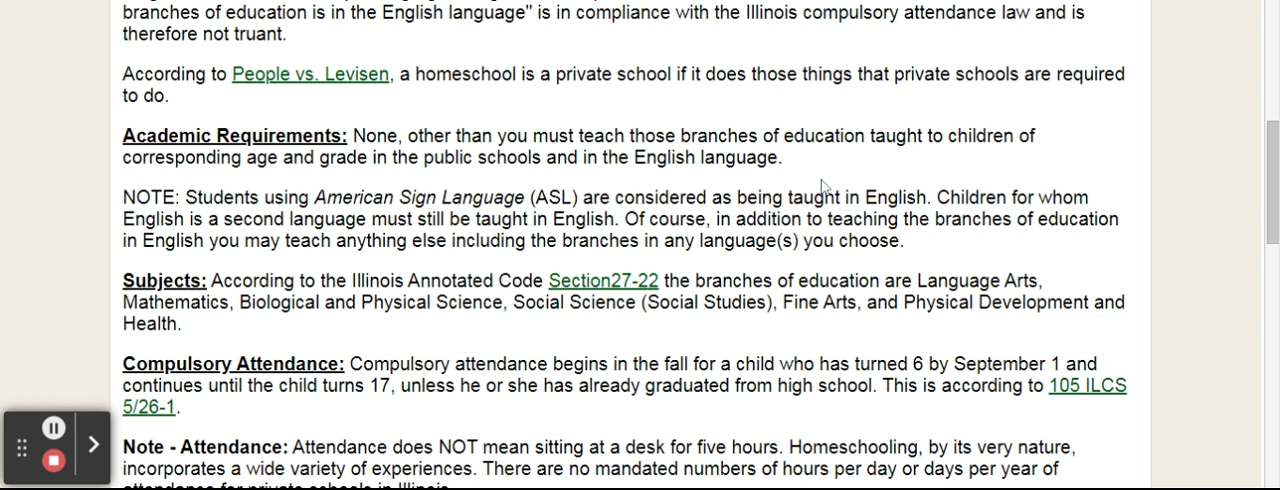 branches of education is in the English language" is in compliance with the Illinois compulsory attendance law and is
therefore not truant.
According to People vs. Levisen, a homeschool is a private school if it does those things that private schools are required
to do.
Academic Requirements: None, other than you must teach those branches of education taught to children of
corresponding age and grade in the public schools and in the English language.
NOTE: Students using American Sign Language (ASL) are considered as being taught in English. Children for whom
English is a second language must still be taught in English. Of course, in addition to teaching the branches of education
in English you may teach anything else including the branches in any language(s) you choose.
Subjects: According to the Illinois Annotated Code Section27-22 the branches of education are Language Arts,
Mathematics, Biological and Physical Science, Social Science (Social Studies), Fine Arts, and Physical Development and
Health.
Compulsory Attendance: Compulsory attendance begins in the fall for a child who has turned 6 by September 1 and
continues until the child turns 17, unless he or she has already graduated from high school. This is according to 105 ILCS
5/26-1.
Note - Attendance: Attendance does NOT mean sitting at a desk for five hours. Homeschooling, by its very nature,
incorporates a wide variety of experiences. There are no mandated numbers of hours per day or days per year of
attendance for private schools in Illinois.